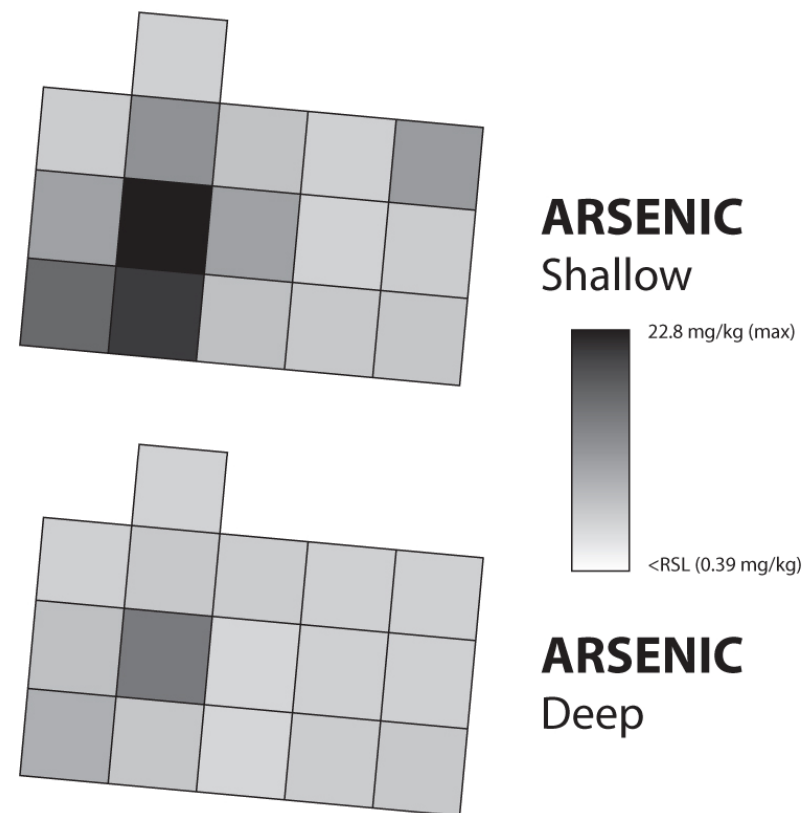 ARSENIC
Shallow
22.8 mg/kg (max)
<RSL (0.39 mg/kg)
ARSENIC
Deep